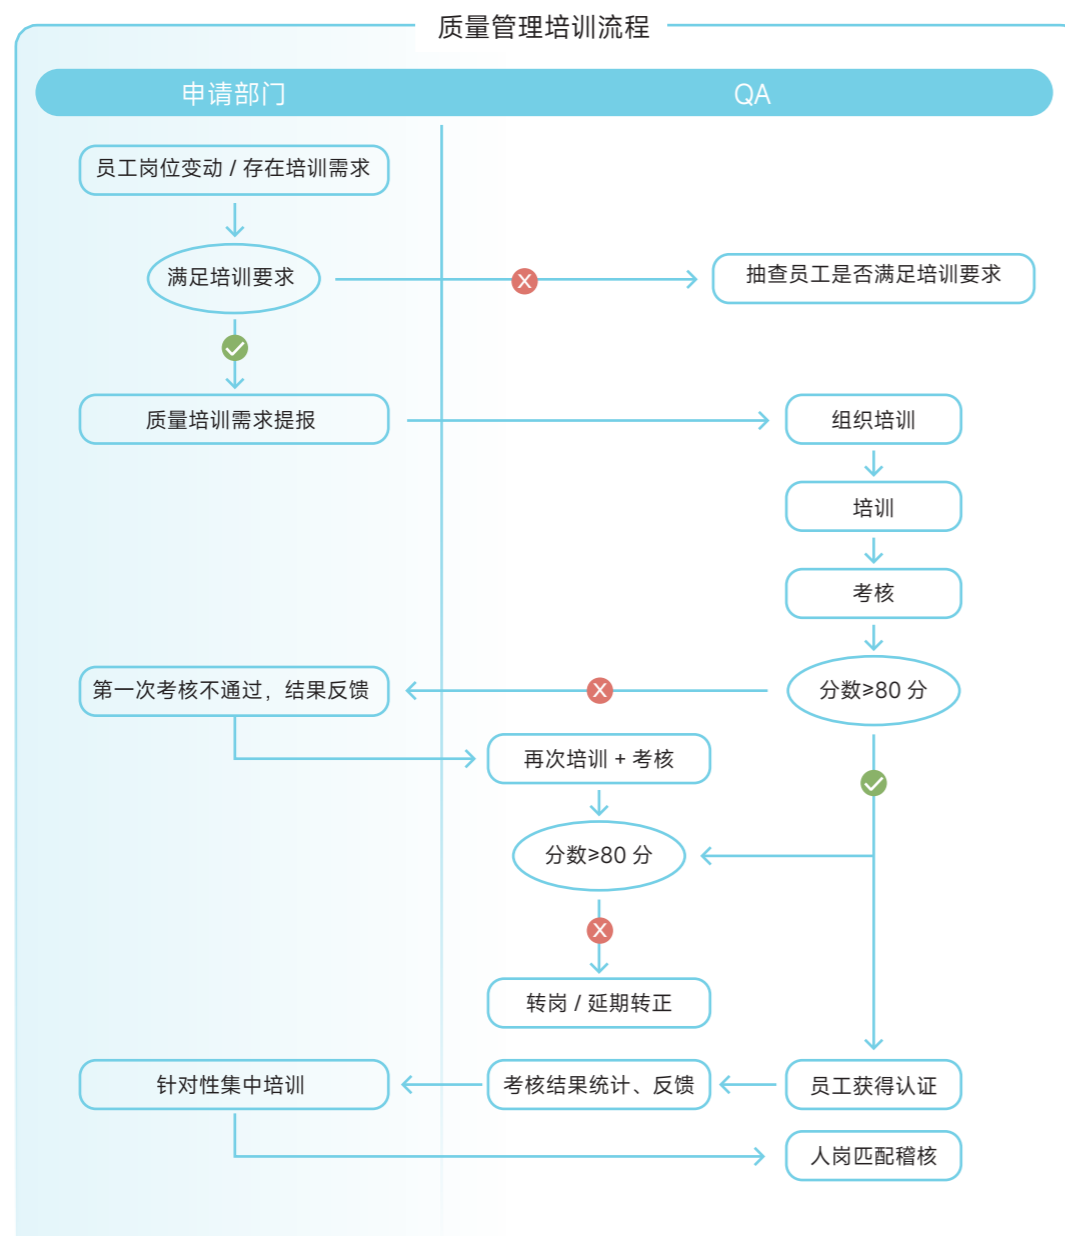 质量管理培训流程
申请部门
QA
员工岗位变动 / 存在培训需求
满足培训要求
X
抽查员工是否满足培训要求
质量培训需求提报
组织培训
培训
考核
第一次考核不通过，结果反馈
X
分数≥80 分
再次培训 + 考核
分数≥80 分
X
转岗 / 延期转正
针对性集中培训
考核结果统计、反馈
员工获得认证
人岗匹配稽核